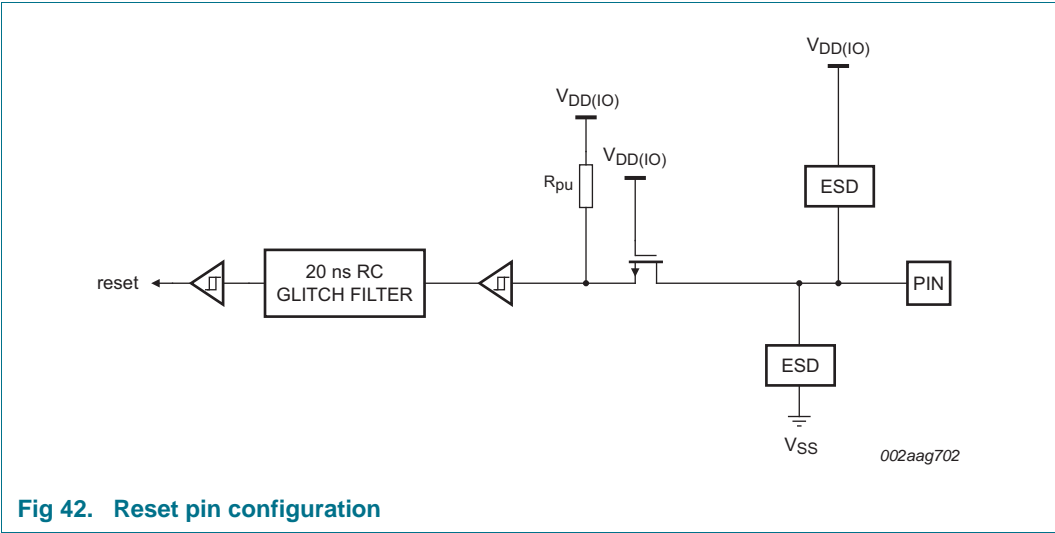 VDD(IO)
VDD(IO)
VDD(IO)
Rpu
ESD
reset
20 ns RC
GLITCH FILTER
PIN
ESD
VSS
002aag702
Fig 42. Reset pin configuration